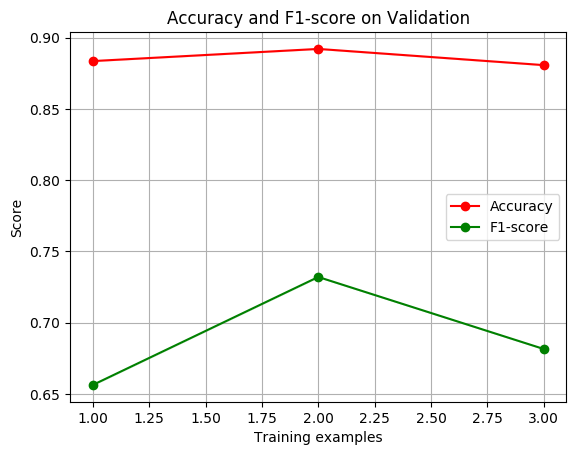 Accuracy and F1-score on Validation
0.90
0.85
0.80
0.75
0.70
0.65
Score
Accuracy
F1-score
1.00 1.25 1.50 1.75 2.00 2.25 2.50 2.75 3.00
Training examples